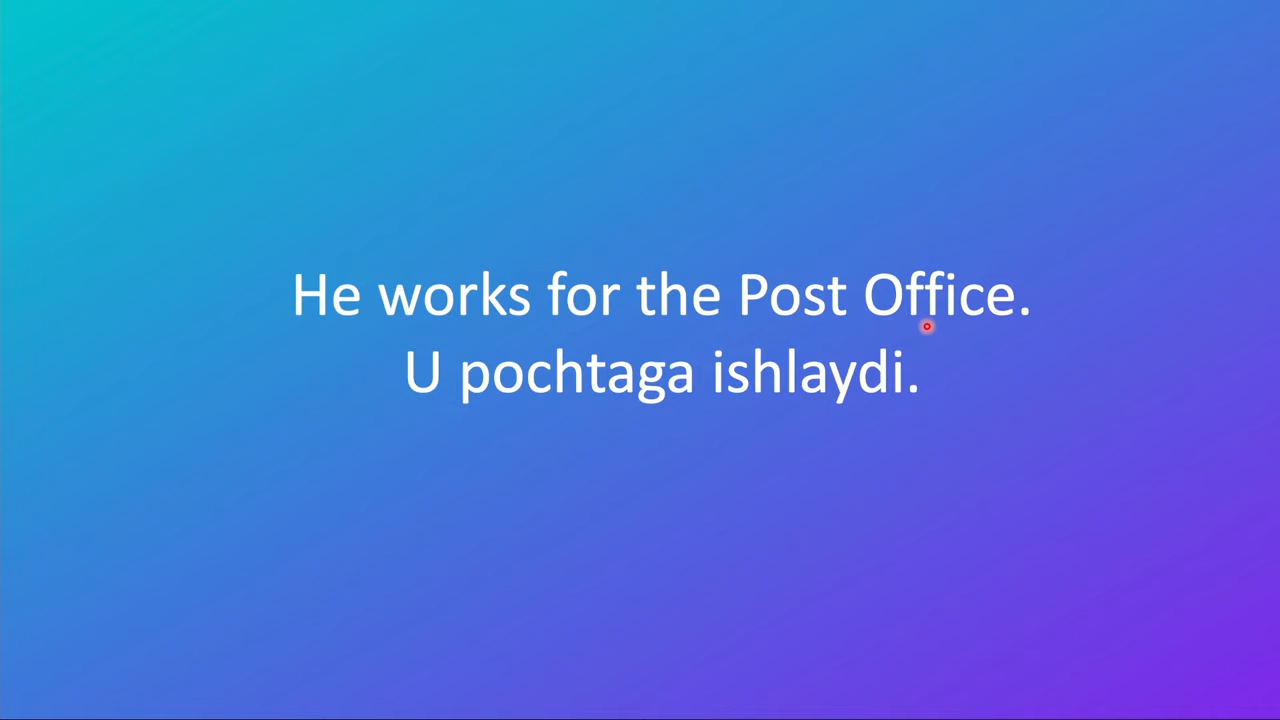 He works for the Post Office.
U pochtaga ishlaydi.